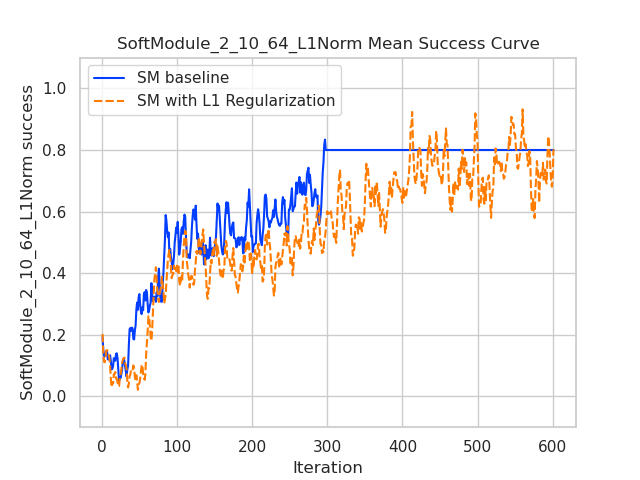 SoftModule_2_10_64_L1Norm Mean Success Curve
SM baseline
SM with L1 Regularization
SoftModule_2_10_64_L1Norm success
1.0
0.8
0.6
0.4
0.2
0.0
0 100 200 300 400 500 600
Iteration